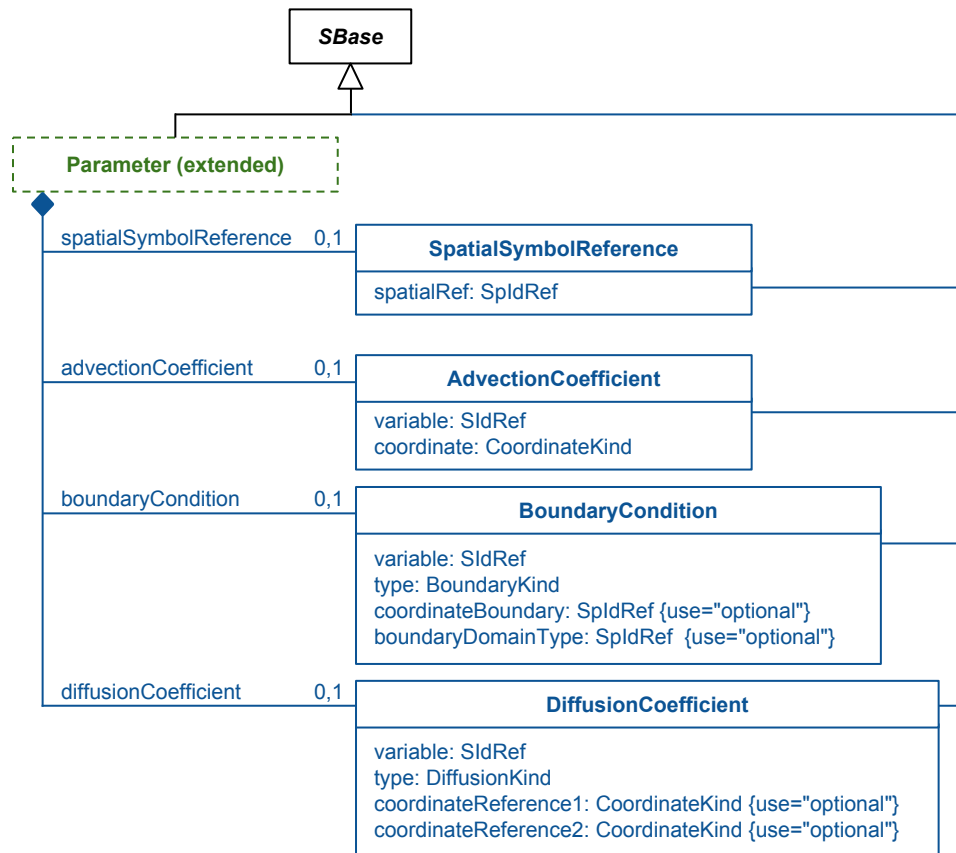 SBase
Parameter (extended)
spatialSymbolReference 0,1
SpatialSymbolReference
spatialRef: SpIdRef
advectionCoefficient 0,1
AdvectionCoefficient
variable: SIdRef
coordinate: CoordinateKind
boundaryCondition 0,1
BoundaryCondition
variable: SIdRef
type: BoundaryKind
coordinateBoundary: SpIdRef {use="optional"}
boundaryDomainType: SpIdRef {use="optional"}
diffusionCoefficient 0,1
DiffusionCoefficient
variable: SIdRef
type: DiffusionKind
coordinateReference1: CoordinateKind {use="optional"}
coordinateReference2: CoordinateKind {use="optional"}